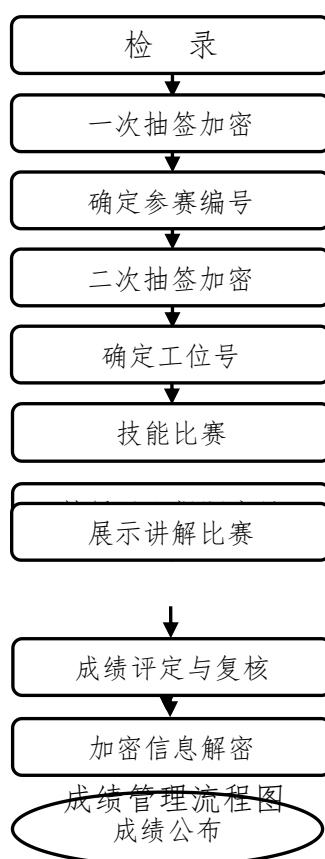 检 录
一次抽签加密
确定参赛编号
二次抽签加密
确定工位号
技能比赛
展示讲解比赛
成绩评定与复核
加密信息解密
成绩管理流程图
成绩公布